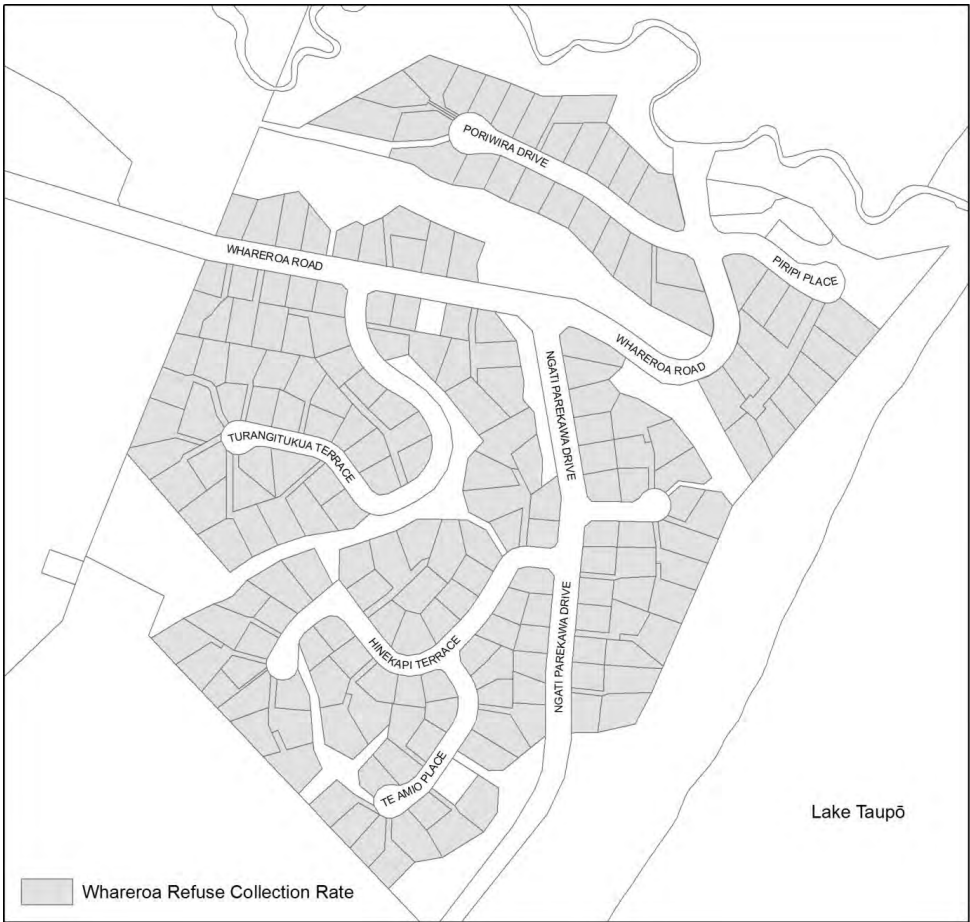 PORIWIRA DRIVE
WHAREROA ROAD
PIRIPI PLACE
WHAREROA ROAD
NGATI PAREKAWA DRIVE
TURANGITUKUA TERRACE
HINEKAPI TERRACE
NGATI PAREKAWA DRIVE
TE AMIO PLACE
Lake Taupō
Whareroa Refuse Collection Rate